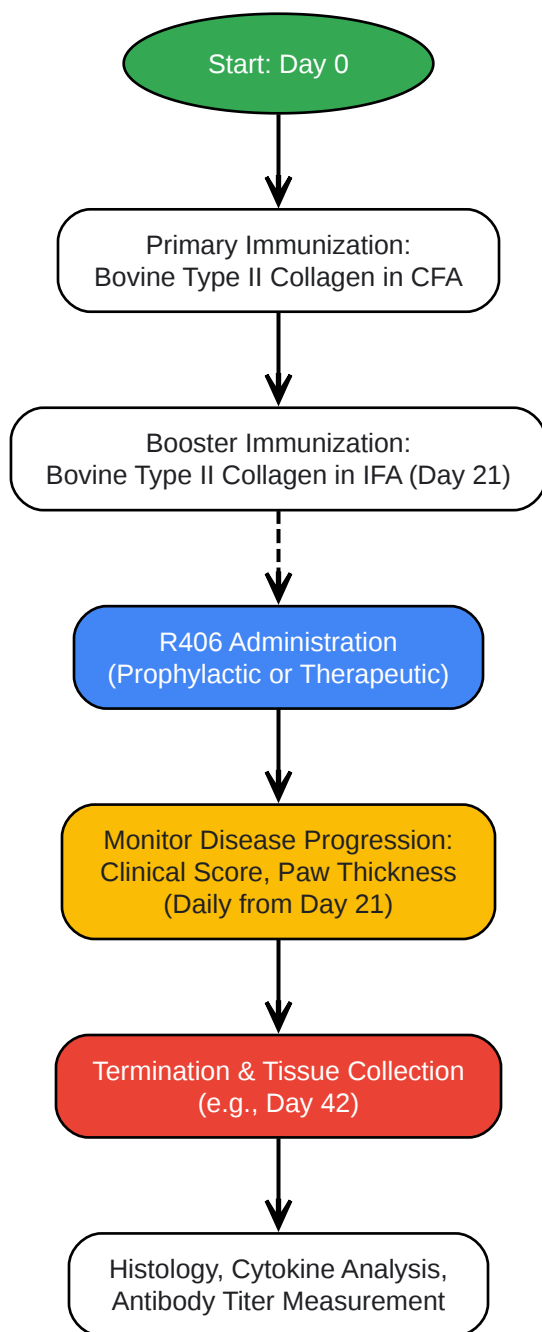 Start: Day 0
Primary Immunization:
Bovine Type II Collagen in CFA
Booster Immunization:
Bovine Type II Collagen in IFA (Day 21)
R406 Administration
(Prophylactic or Therapeutic)
Monitor Disease Progression:
Clinical Score, Paw Thickness
(Daily from Day 21)
Termination & Tissue Collection
(e.g., Day 42)
Histology, Cytokine Analysis,
Antibody Titer Measurement